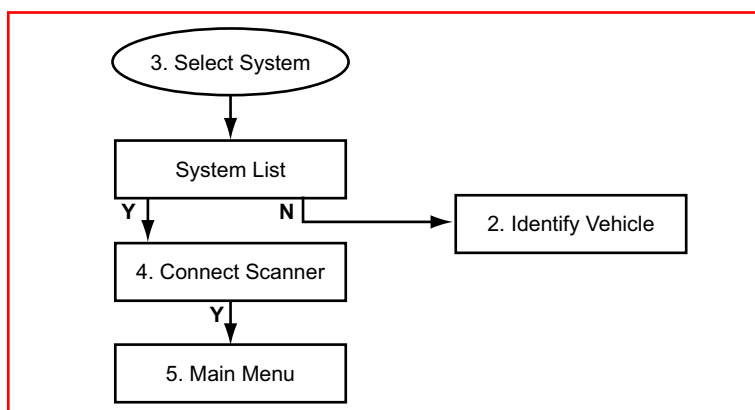 3. Select System
System List
Y
N
2. Identify Vehicle
4. Connect Scanner
Y
5. Main Menu